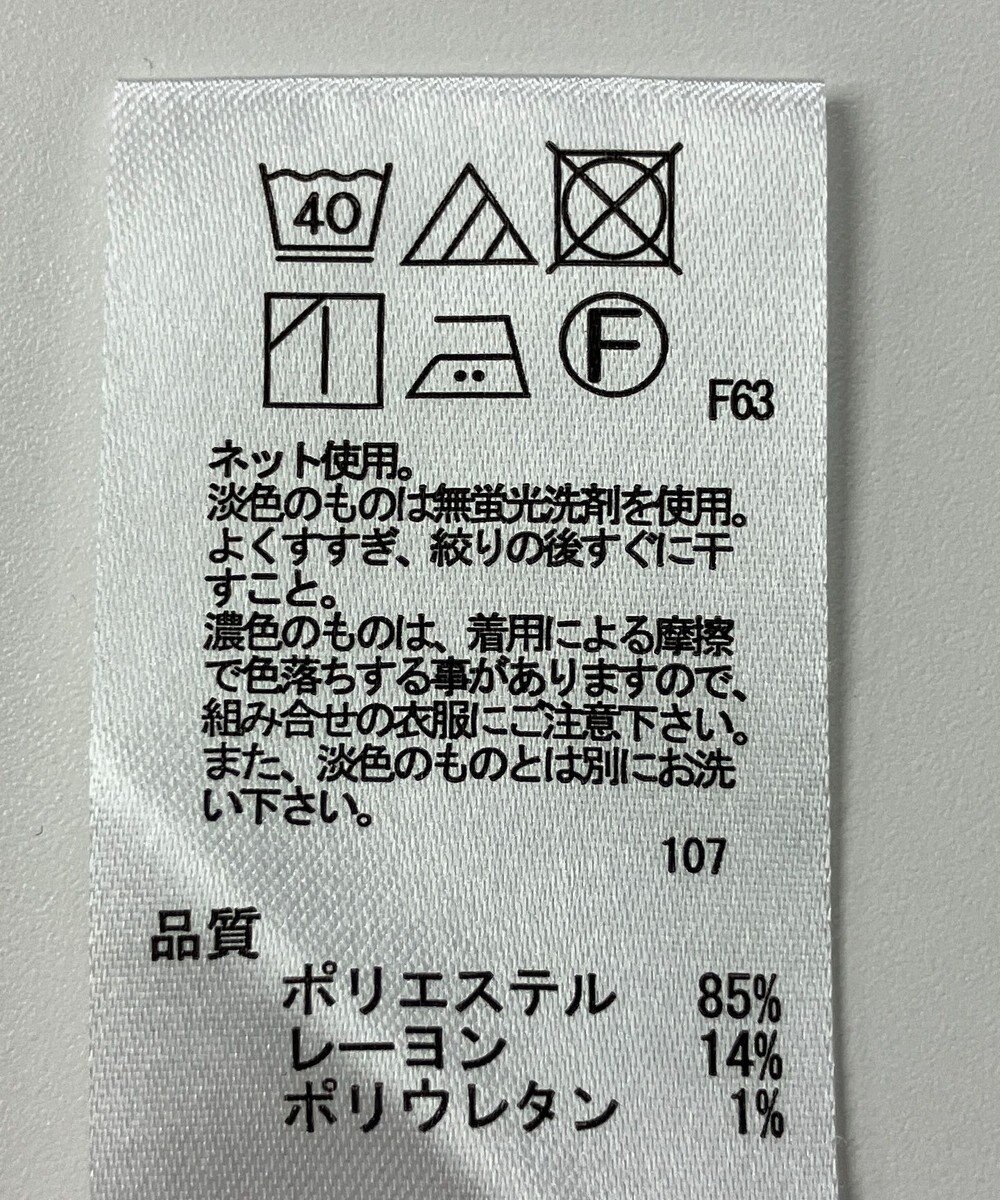 40
F
F63
ネット使用。
淡色のものは無蛍光洗剤を使用。
よくすすぎ、絞りの後すぐに干
すこと。
濃色のものは、着用による摩擦
で色落ちする事がありますので、
組み合せの衣服にご注意下さい。
また、淡色のものとは別にお洗
い下さい。
107
品質
ポリエステル 85%
レーヨン 14%
ポリウレタン 1%